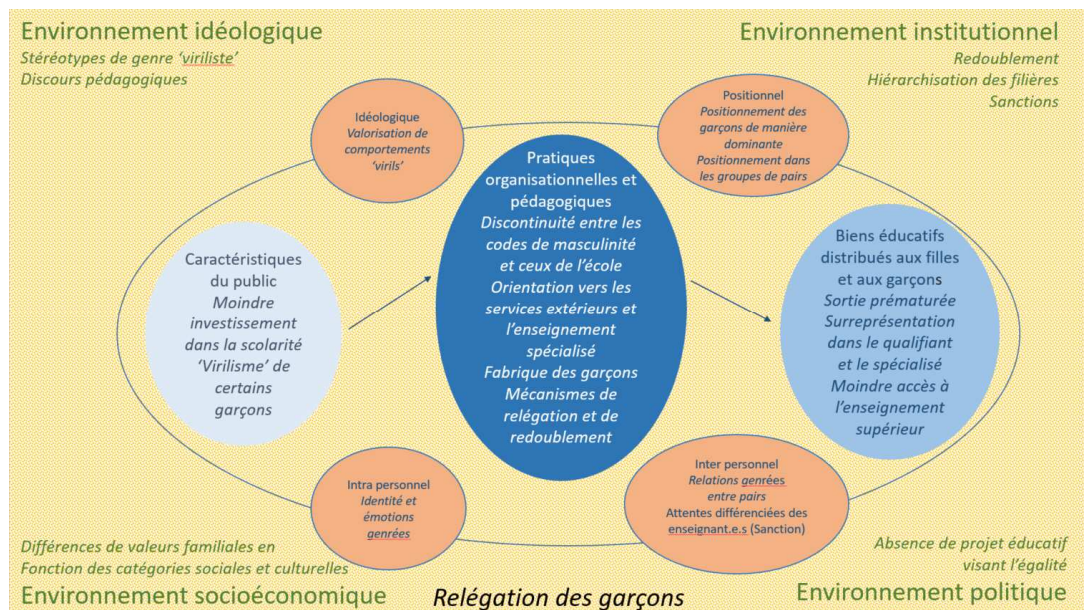 Environnement idéologique
Stéréotypes de genre ‘viriliste’
Discours pédagogiques
Environnement institutionnel
Redoublement
Hiérarchisation des filières
Sanctions
Idéologique
Valorisation de
comportements
‘virils’
Positionnel
Positionnement des
garçons de manière
dominante
Positionnement dans
les groupes de pairs
Caractéristiques
du public
Moindre
investissement
dans la scolarité
‘Virilisme’ de
certains
garçons
Pratiques
organisationnelles et
pédagogiques
Discontinuité entre les
codes de masculinité
et ceux de l’école
Orientation vers les
services extérieurs et
l’enseignement
spécialisé
Fabrique des garçons
Mécanismes de
relégation et de
redoublement
Biens éducatifs
distribués aux filles
et aux garçons
Sortie prématurée
Surreprésentation
dans le qualifiant
et le spécialisé
Moindre accès à
l’enseignement
supérieur
Intra personnel
Identité et
émotions
genrées
Inter personnel
Relations genrées
entre pairs
Attentes différenciées des
enseignant.e.s (Sanction)
Différences de valeurs familiales en
Fonction des catégories sociales et culturelles
Environnement socioéconomique
Relégation des garçons
Absence de projet éducatif
visant l’égalité
Environnement politique